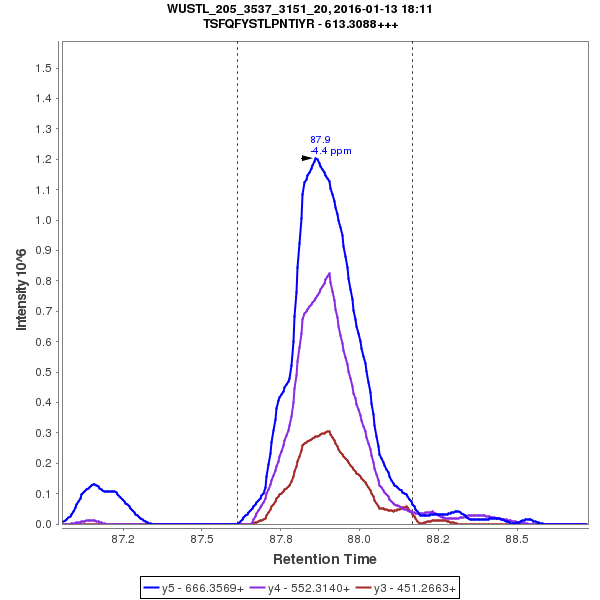 WUSTL_205_3537_3151_20, 2016-01-13 18:11
TSFQFYSTLPNTIYR - 613.3088+++
87.9
-4.4 ppm
Intensity 10^6
1.5
1.4
1.3
1.2
1.1
1.0
0.9
0.8
0.7
0.6
0.5
0.4
0.3
0.2
0.1
0.0
87.2 87.5 87.8 88.0 88.2 88.5
Retention Time
y5 - 666.3569+ y4 - 552.3140+ y3 - 451.2663+